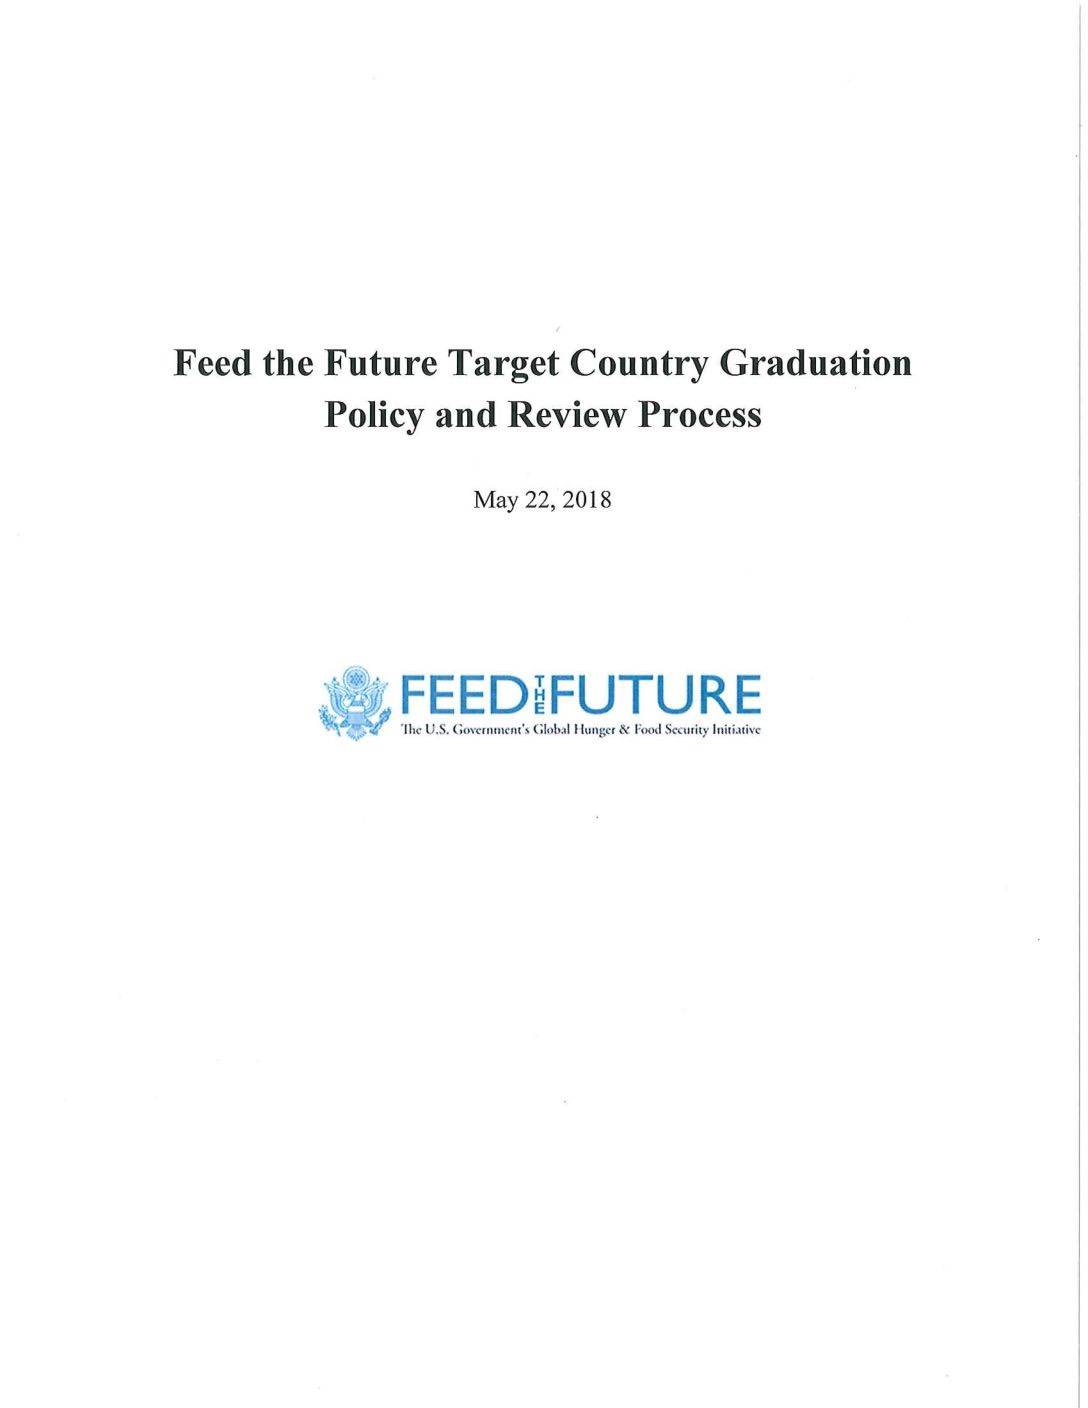 Feed the Future Target Country Graduation
Policy and Review Process
May 22, 2018
FEED THE FUTURE
The U.S. Government's Global Hunger & Food Security Initiative